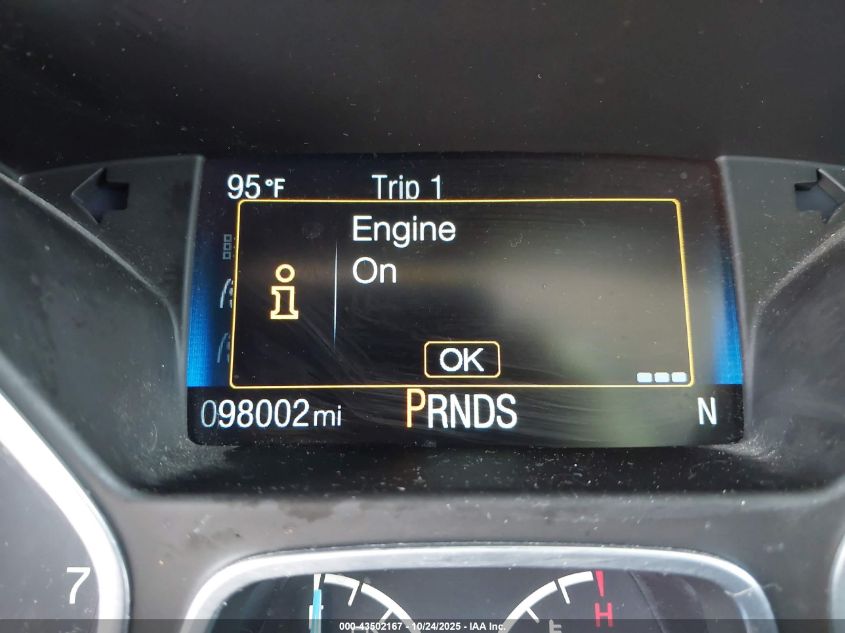 95°F Trip 1
Engine
On
i
OK
098002mi PRNDS N
7
H
E
000-43502167 - 10/24/2025 - IAA Inc.